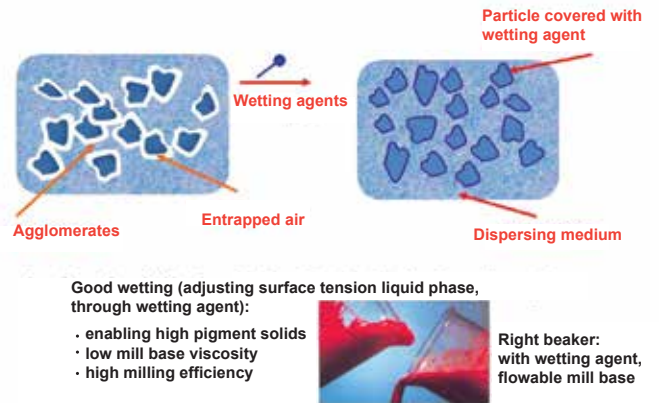 Particle covered with
wetting agent
Wetting agents
Agglomerates
Entrapped air
Dispersing medium
Good wetting (adjusting surface tension liquid phase,
through wetting agent):
· enabling high pigment solids
· low mill base viscosity
· high milling efficiency
Right beaker:
with wetting agent,
flowable mill base